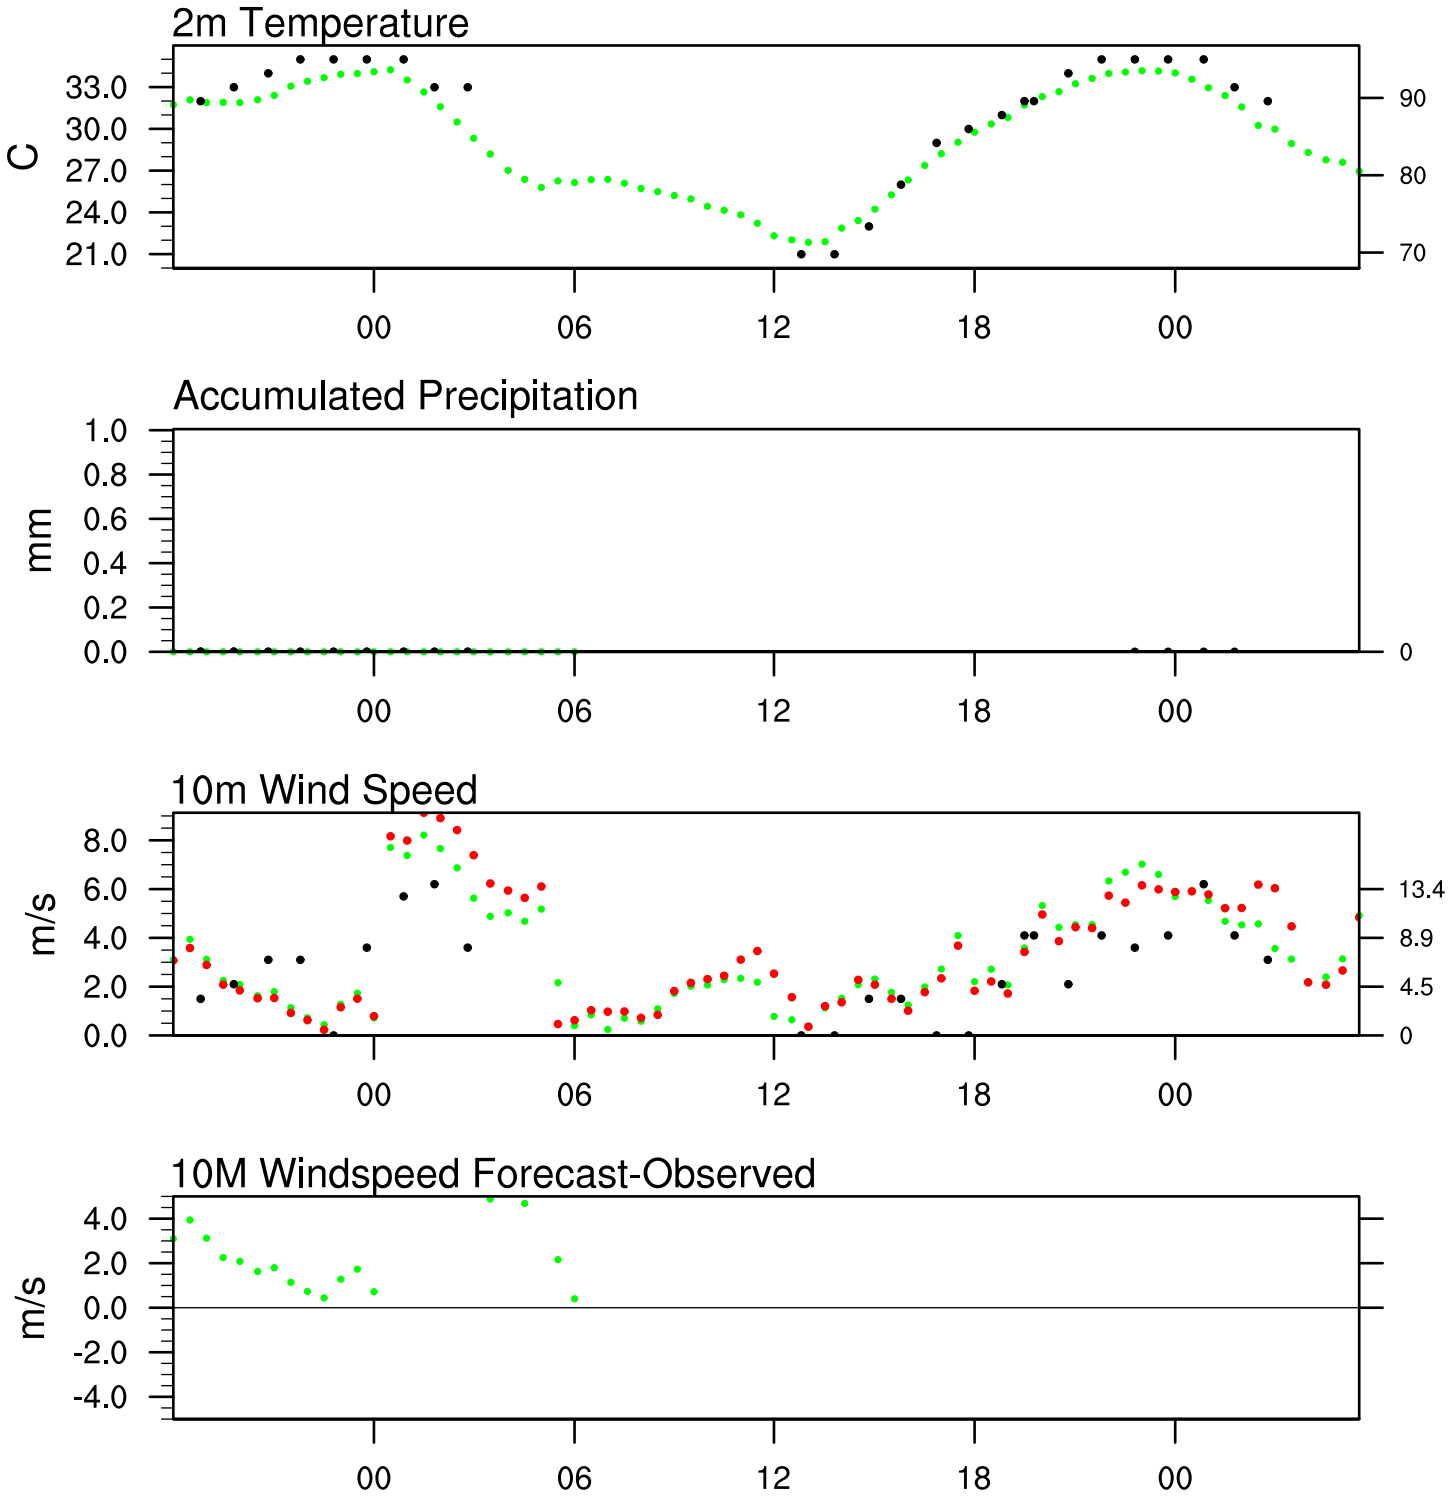 2m Temperature
C
33.0
30.0
27.0
24.0
21.0
90
80
70
00 06 12 18 00
Accumulated Precipitation
mm
1.0
0.8
0.6
0.4
0.2
0.0
0
00 06 12 18 00
10m Wind Speed
m/s
8.0
6.0
4.0
2.0
0.0
13.4
8.9
4.5
0
00 06 12 18 00
10M Windspeed Forecast-Observed
m/s
4.0
2.0
0.0
-2.0
-4.0
00 06 12 18 00